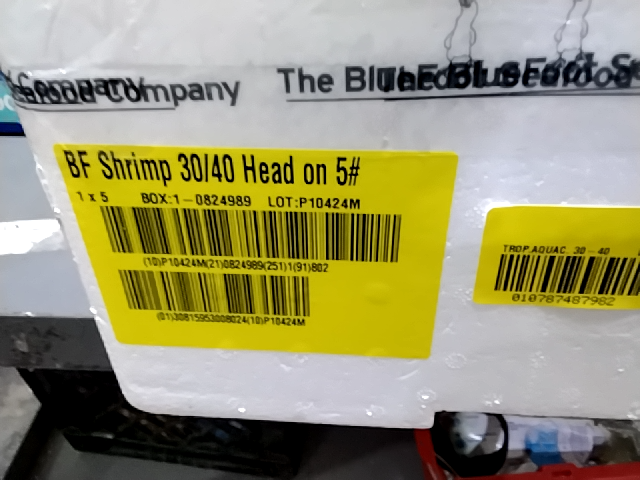 Company
The Blue
BF Shrimp 30/40 Head on 5#
1 x 5 BOX:1-0824989 LOT:P10424M
(10)P10424M(21)0824989(251)1(91)802
(01)30815953008024(10)P10424M
TROP.AQUAC 30-40
010787487982